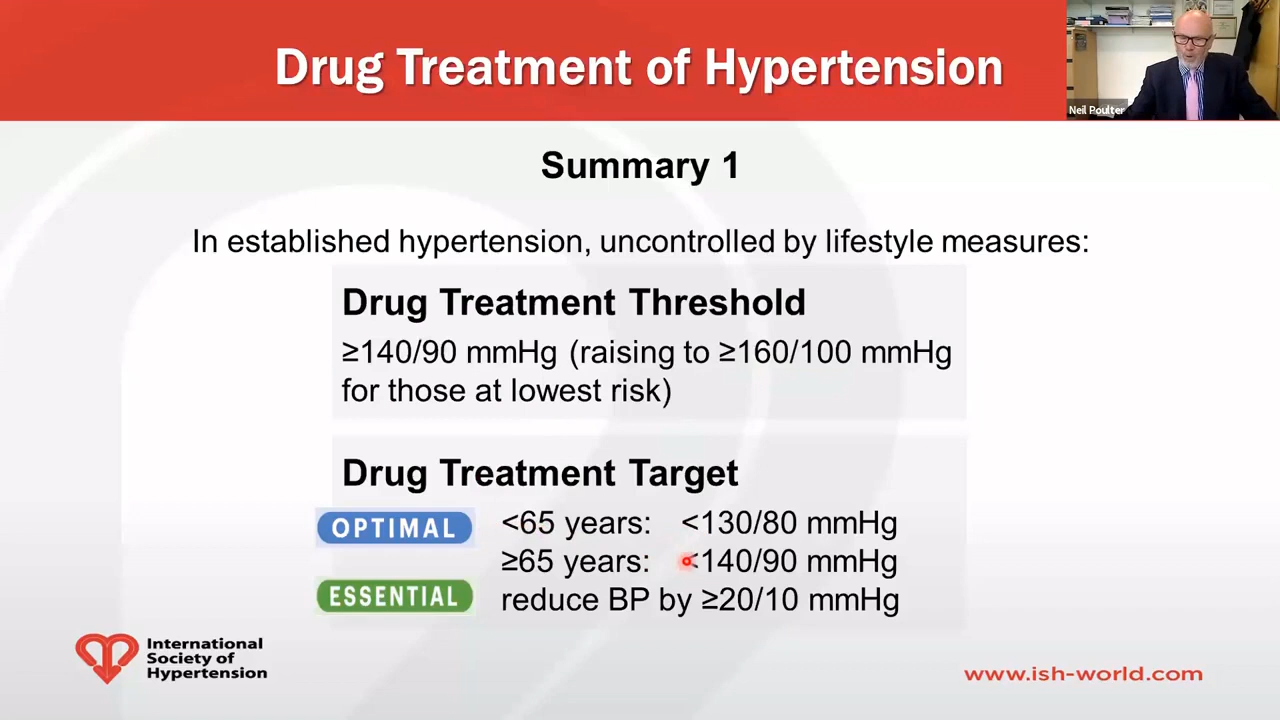 Drug Treatment of Hypertension
Neil Poulter
Summary 1
In established hypertension, uncontrolled by lifestyle measures:
Drug Treatment Threshold
≥140/90 mmHg (raising to ≥160/100 mmHg
for those at lowest risk)
Drug Treatment Target
OPTIMAL <65 years: <130/80 mmHg
≥65 years: <140/90 mmHg
ESSENTIAL reduce BP by ≥20/10 mmHg
International
Society of
Hypertension
www.ish-world.com